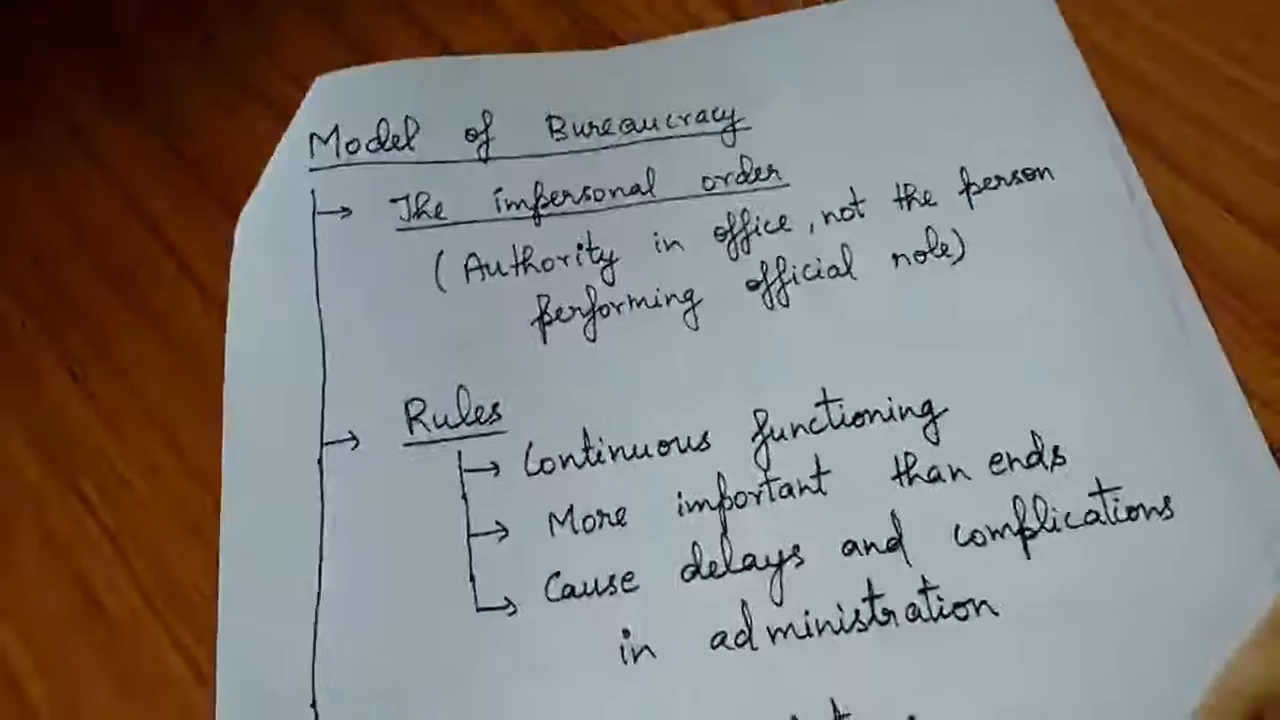 Model of Bureaucracy
The impersonal order
(Authority in office, not the person
performing official role)
Rules
Continuous functioning
More important than ends
Cause delays and complications
in administration